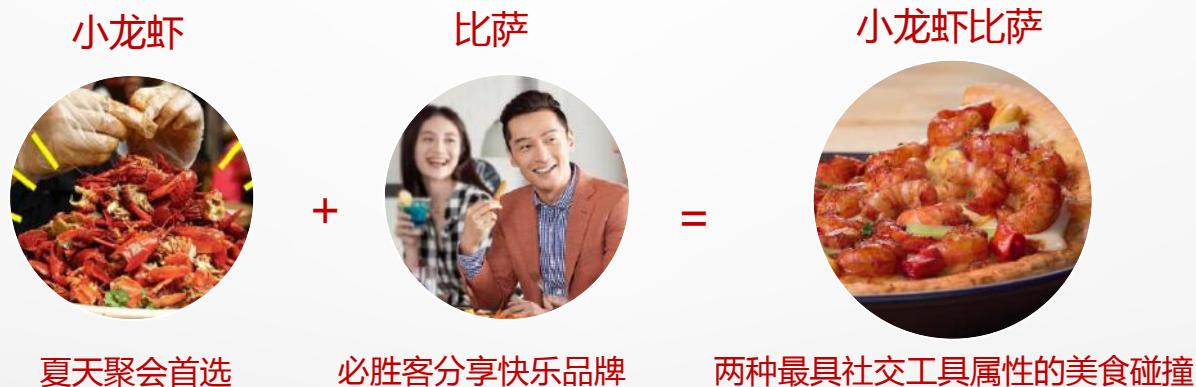 小龙虾
比萨
小龙虾比萨
+
=
夏天聚会首选
必胜客分享快乐品牌
两种最具社交工具属性的美食碰撞